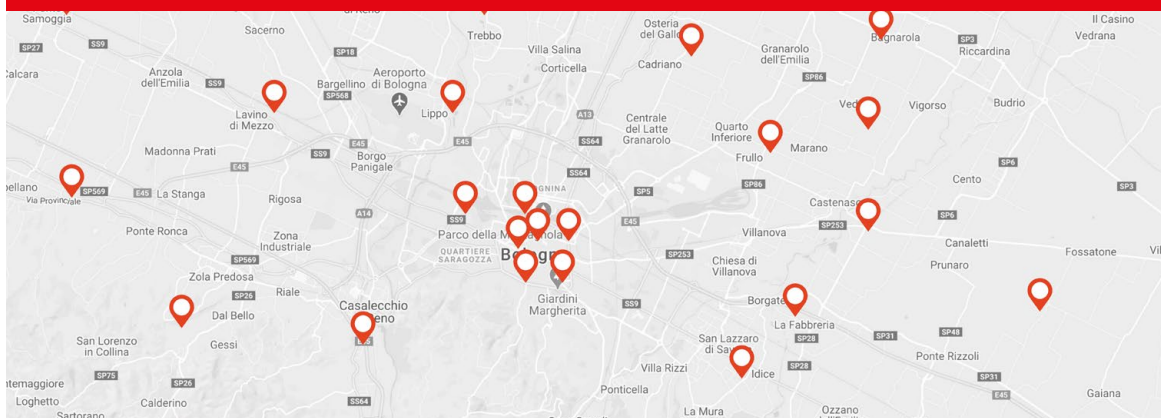 Samoggia
Sacerno
Trebbo
Osteria
del Gallo
Bagnarola
Il Casino
Vedrana
SP27
SS9
SP18
Villa Salina
Granarolo
dell'Emilia
SP3
Riccardina
Calcara
Anzola
dell'Emilia
SS9
Bargellino
SP568
Aeroporto
di Bologna
Corticella
Cadriano
SP86
Lavino
di Mezzo
Lippo
A13
Centrale
del Latte
Granarolo
Quarto
Inferiore
Vigorso
Budrio
Madonna Prati
SS9
E45
Borgo
Panigale
E45
SS64
Frullo
Marano
E45
SS64
SP6
SP569
Via Provinciale
E45
La Stanga
Rigosa
SP5
SP86
Cento
SP3
A14
SS9
E45
SP253
SP6
Ponte Ronca
Zona
Industriale
Parco della
QUARTIERE
SARAGOZZA
Villanova
Canaletti
Fossatone
SP569
SP253
Chiesa di
Villanova
Prunaro
Zola Predosa
SP26
Riale
Casalecchio
Giardini
Margherita
SS9
La Fabbreria
Dal Bello
San Lorenzo
in Collina
Gessi
San Lazzaro
SP28
SP31
SP48
Ponte Rizzoli
SP75
SP26
Villa Rizzi
Idice
SP28
SP31
Loghetto
Calderino
SS64
Ponticella
La Mura
Ozzano
Gaiana